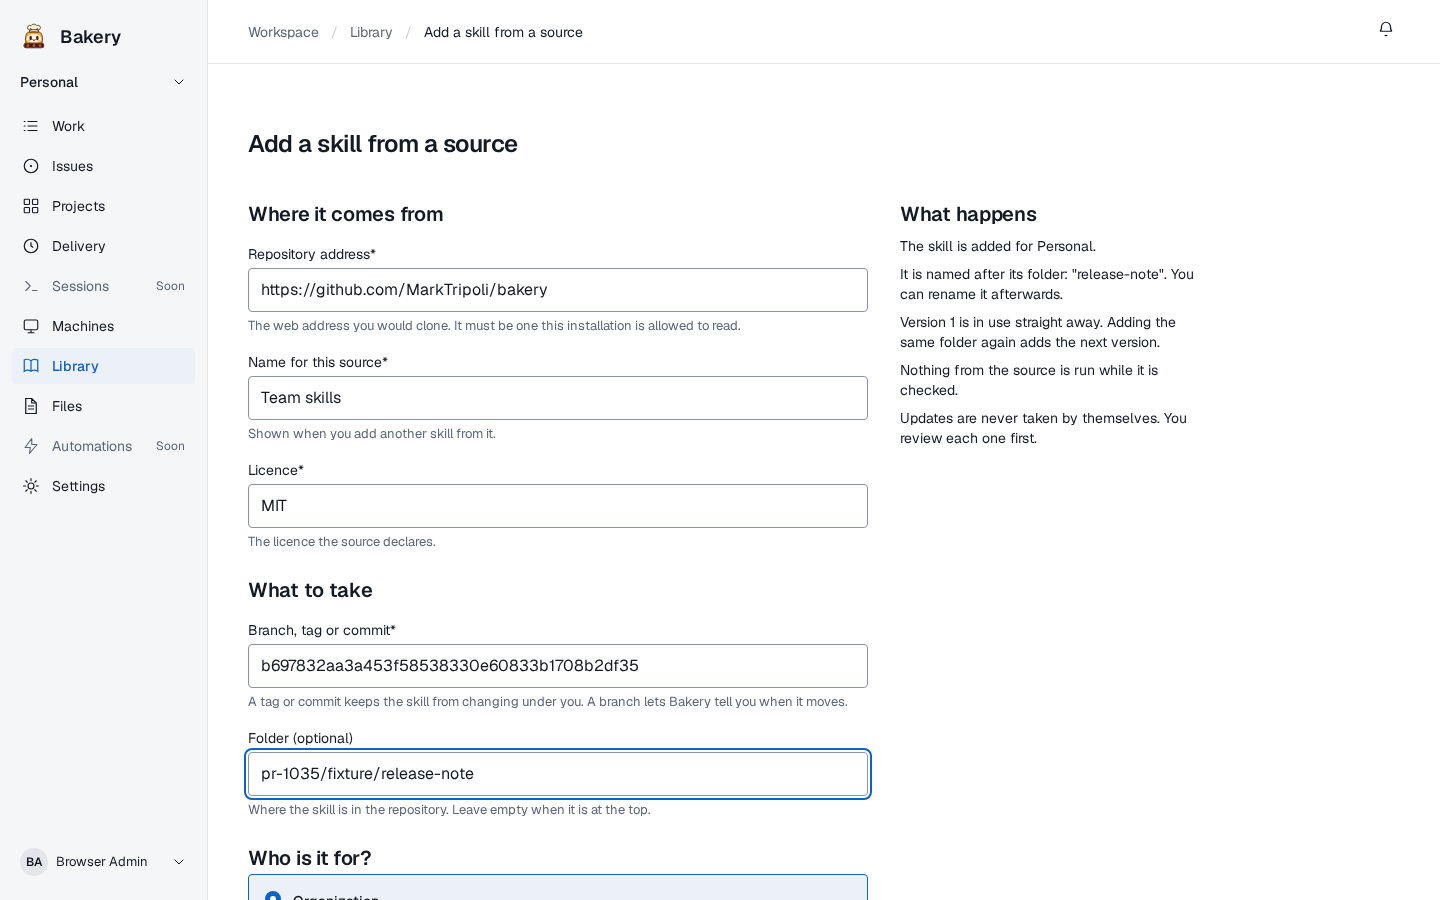 Bakery
Personal
Work
Issues
Projects
Delivery
Sessions Soon
Machines
Library
Files
Automations Soon
Settings
BA Browser Admin
Workspace / Library / Add a skill from a source
Add a skill from a source
Where it comes from
Repository address*
https://github.com/MarkTripoli/bakery
The web address you would clone. It must be one this installation is allowed to read.
Name for this source*
Team skills
Shown when you add another skill from it.
Licence*
MIT
The licence the source declares.
What to take
Branch, tag or commit*
b697832aa3a453f58538330e60833b1708b2df35
A tag or commit keeps the skill from changing under you. A branch lets Bakery tell you when it moves.
Folder (optional)
pr-1035/fixture/release-note
Where the skill is in the repository. Leave empty when it is at the top.
Who is it for?
Organization
What happens
The skill is added for Personal.
It is named after its folder: "release-note". You
can rename it afterwards.
Version 1 is in use straight away. Adding the
same folder again adds the next version.
Nothing from the source is run while it is
checked.
Updates are never taken by themselves. You
review each one first.